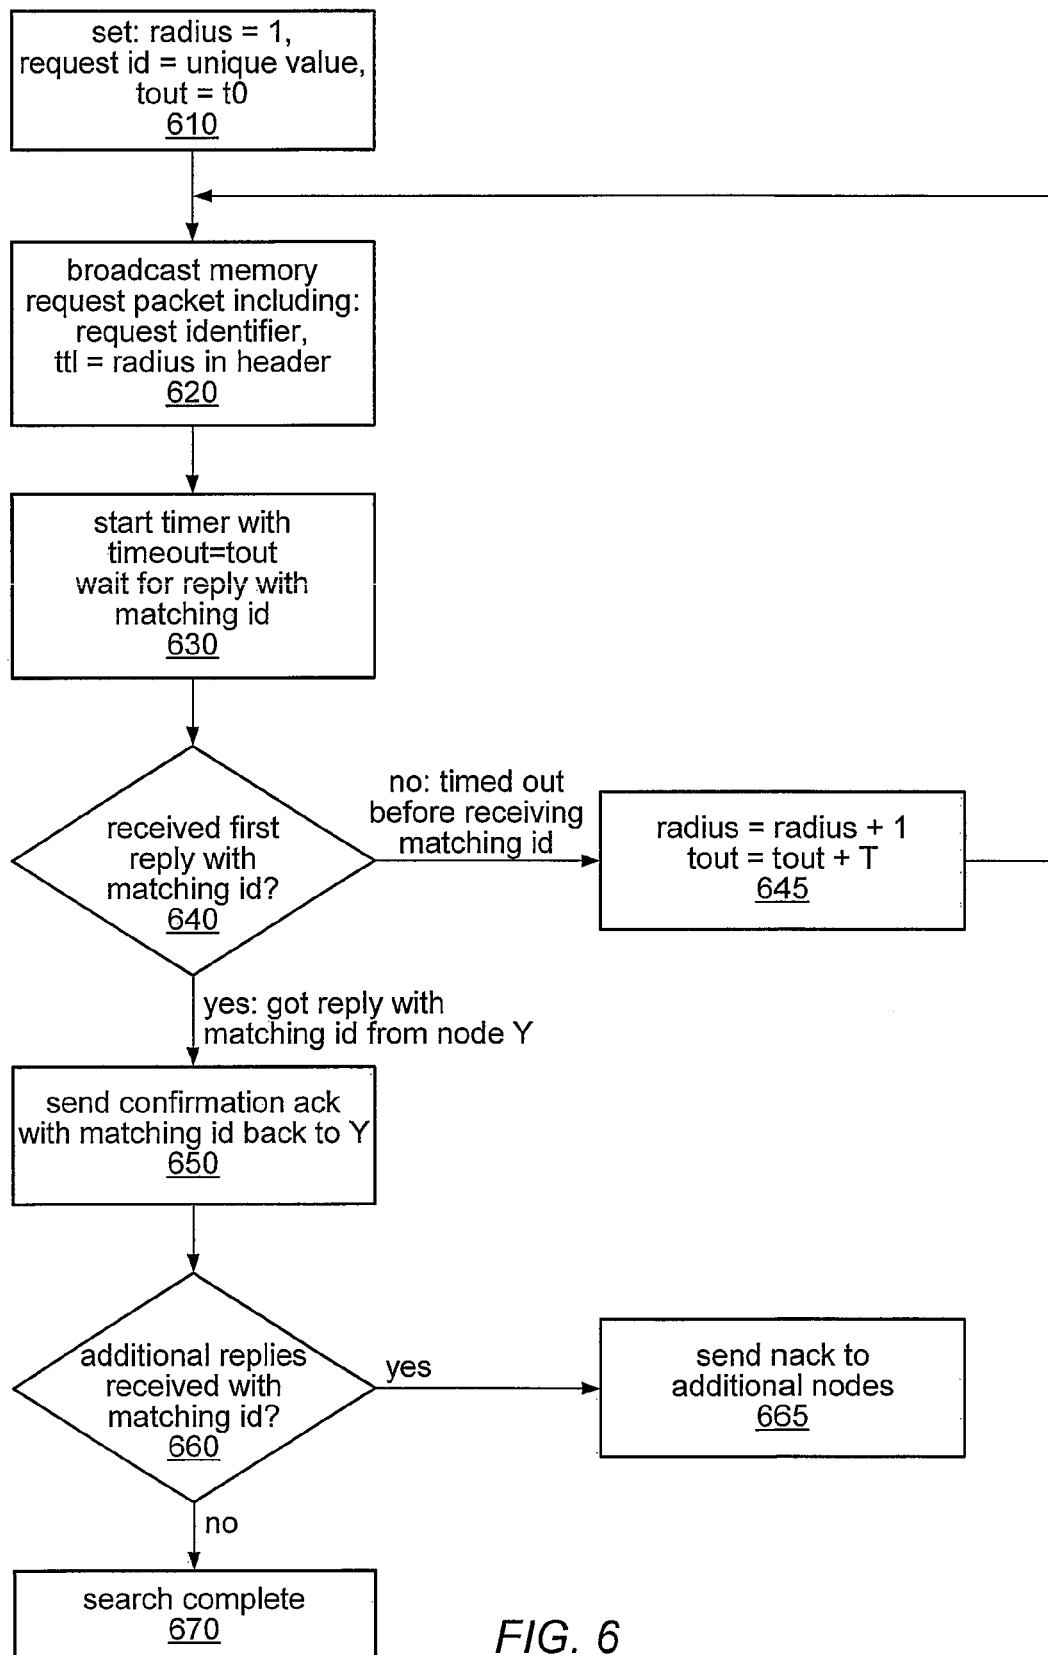 set: radius = 1,
request id = unique value,
tout = t0
610
broadcast memory
request packet including:
request identifier,
ttl = radius in header
620
start timer with
timeout=tout
wait for reply with
matching id
630
received first
reply with
matching id?
640
no: timed out
before receiving
matching id
radius = radius + 1
tout = tout + T
645
yes: got reply with
matching id from node Y
send confirmation ack
with matching id back to Y
650
additional replies
received with
matching id?
660
yes
send nack to
additional nodes
665
no
search complete
670
FIG. 6